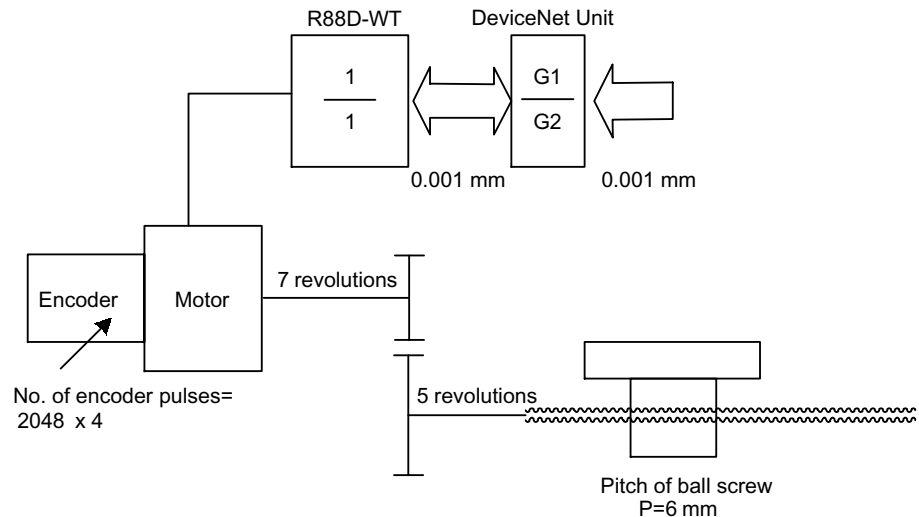 R88D-WT
DeviceNet Unit
1
1
G1
G2
0.001 mm
0.001 mm
7 revolutions
Encoder
Motor
No. of encoder pulses=
2048 x 4
5 revolutions
Pitch of ball screw
P=6 mm